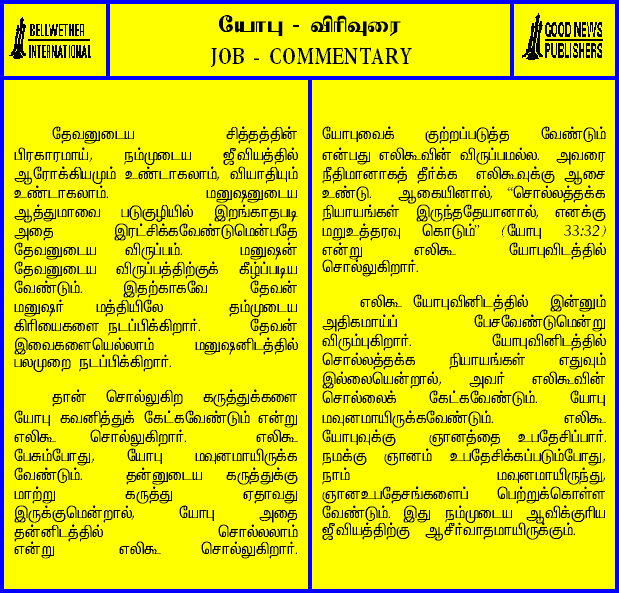 BELLWETHER
INTERNATIONAL
யோபு - விரிவுரை
JOB - COMMENTARY
GOOD NEWS
PUBLISHERS
தேவனுடைய சித்தத்தின்
பிரகாரமாய், நம்முடைய ஜீவியத்தில்
ஆரோக்கியமும் உண்டாகலாம், வியாதியும்
உண்டாகலாம். மனுஷனுடைய
ஆத்துமாவை படுகுழியில் இறங்காதபடி
அதை இரட்சிக்கவேண்டுமென்பதே
தேவனுடைய விருப்பம். மனுஷன்
தேவனுடைய விருப்பத்திற்குக் கீழ்ப்படிய
வேண்டும். இதற்காகவே தேவன்
மனுஷர் மத்தியிலே தம்முடைய
கிரியைகளை நடப்பிக்கிறார். தேவன்
இவைகளையெல்லாம் மனுஷனிடத்தில்
பலமுறை நடப்பிக்கிறார்.
தான் சொல்லுகிற கருத்துக்களை
யோபு கவனித்துக் கேட்கவேண்டும் என்று
எலிகூ சொல்லுகிறார். எலிகூ
பேசும்போது, யோபு மவுனமாயிருக்க
வேண்டும். தன்னுடைய கருத்துக்கு
மாற்று கருத்து ஏதாவது
இருக்குமென்றால், யோபு அதை
தன்னிடத்தில் சொல்லலாம்
என்று எலிகூ சொல்லுகிறார்.
யோபுவைக் குற்றப்படுத்த வேண்டும்
என்பது எலிகூவின் விருப்பமல்ல. அவரை
நீதிமானாகத் தீர்க்க எலிகூவுக்கு ஆசை
உண்டு. ஆகையினால், “சொல்லத்தக்க
நியாயங்கள் இருந்ததேயானால், எனக்கு
மறுஉத்தரவு கொடும்” (யோபு 33:32)
என்று எலிகூ யோபுவிடத்தில்
சொல்லுகிறார்.
எலிகூ யோபுவினிடத்தில் இன்னும்
அதிகமாய்ப் பேசவேண்டுமென்று
விரும்புகிறார். யோபுவினிடத்தில்
சொல்லத்தக்க நியாயங்கள் எதுவும்
இல்லையென்றால், அவர் எலிகூவின்
சொல்லைக் கேட்கவேண்டும். யோபு
மவுனமாயிருக்கவேண்டும். எலிகூ
யோபுவுக்கு ஞானத்தை உபதேசிப்பார்.
நமக்கு ஞானம் உபதேசிக்கப்படும்போது,
நாம் மவுனமாயிருந்து,
ஞானஉபதேசங்களைப் பெற்றுக்கொள்ள
வேண்டும். இது நம்முடைய ஆவிக்குரிய
ஜீவியத்திற்கு ஆசீர்வாதமாயிருக்கும்.